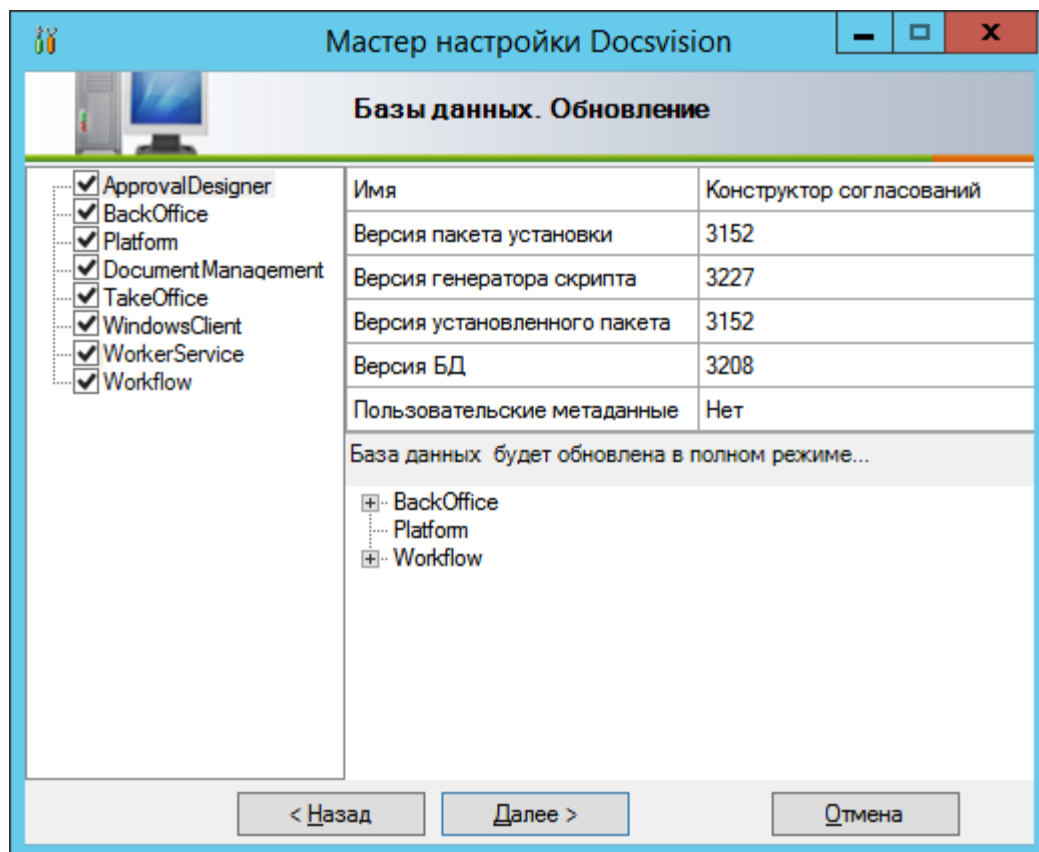 Мастер настройки Docsvision
Базы данных. Обновление
ApprovalDesigner
BackOffice
Platform
DocumentManagement
TakeOffice
WindowsClient
WorkerService
Workflow
Имя Конструктор согласований
Версия пакета установки 3152
Версия генератора скрипта 3227
Версия установленного пакета 3152
Версия БД 3208
Пользовательские метаданные Нет
База данных будет обновлена в полном режиме...
BackOffice
Platform
Workflow
< Назад Далее > Отмена